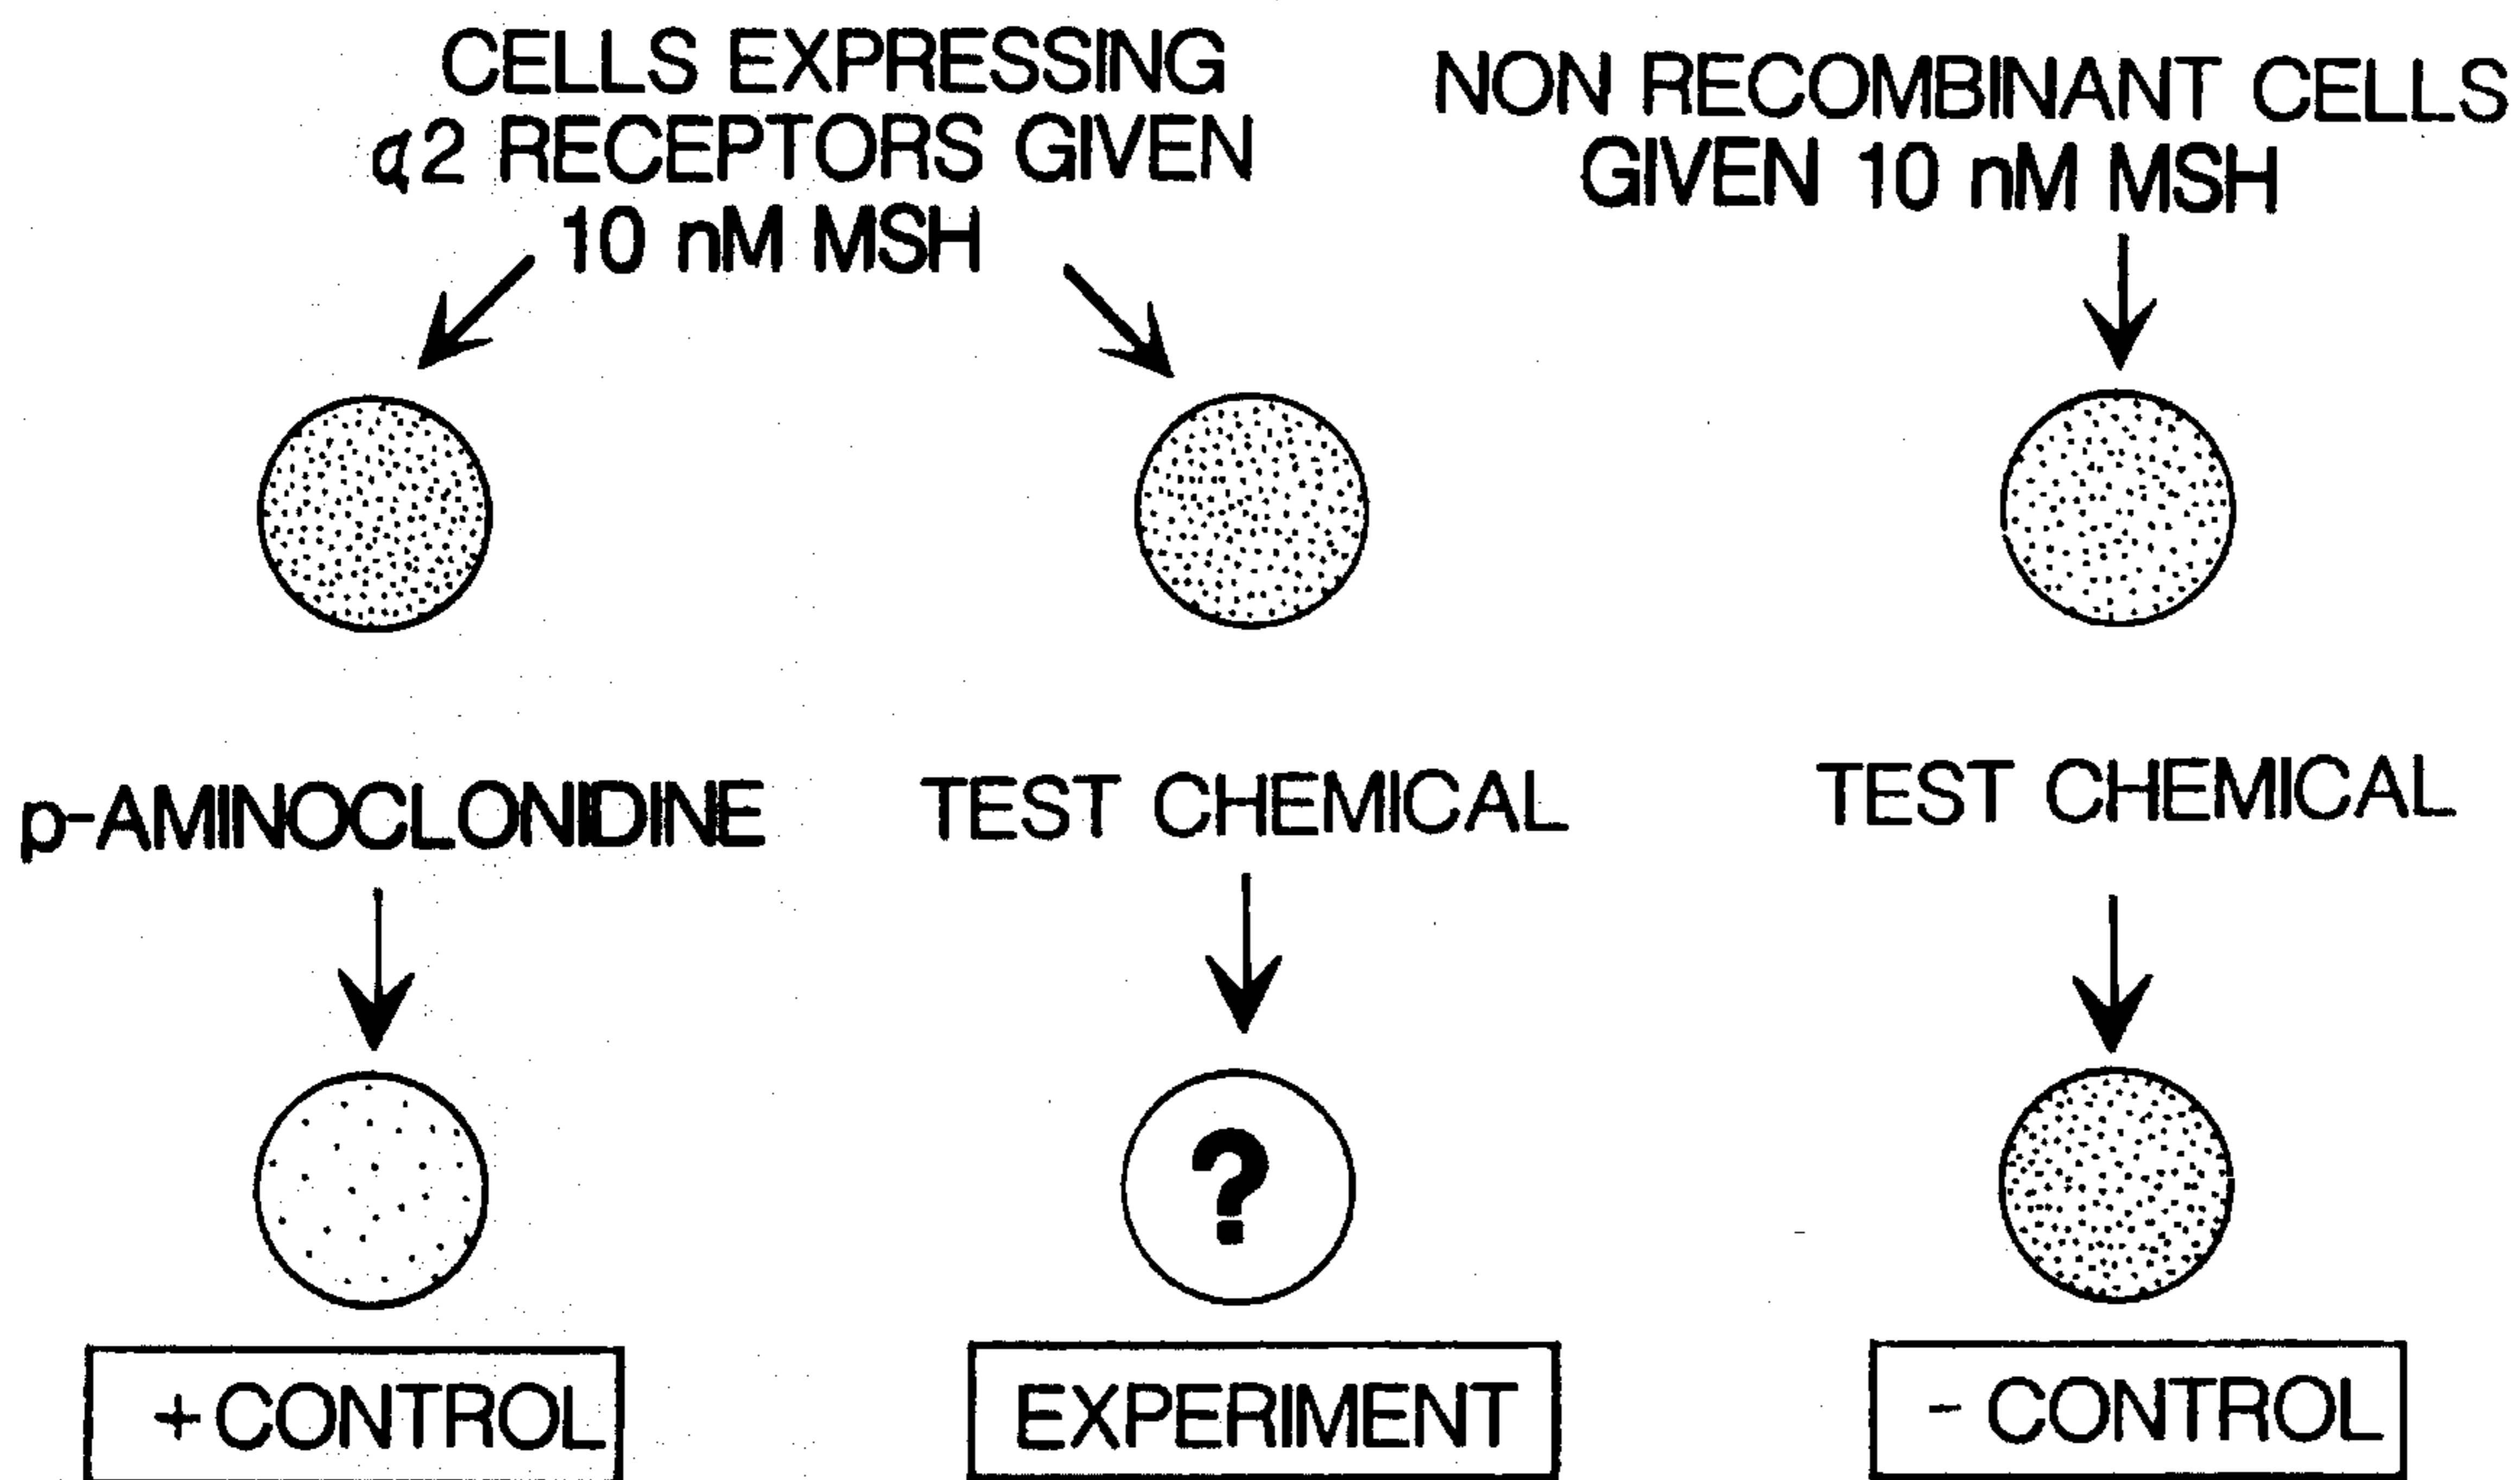 CELLS EXPRESSING
α2 RECEPTORS GIVEN
10 nM MSH
NON RECOMBINANT CELLS
GIVEN 10 nM MSH
p-AMINOCLONIDINE
TEST CHEMICAL
TEST CHEMICAL
?
+CONTROL
EXPERIMENT
- CONTROL